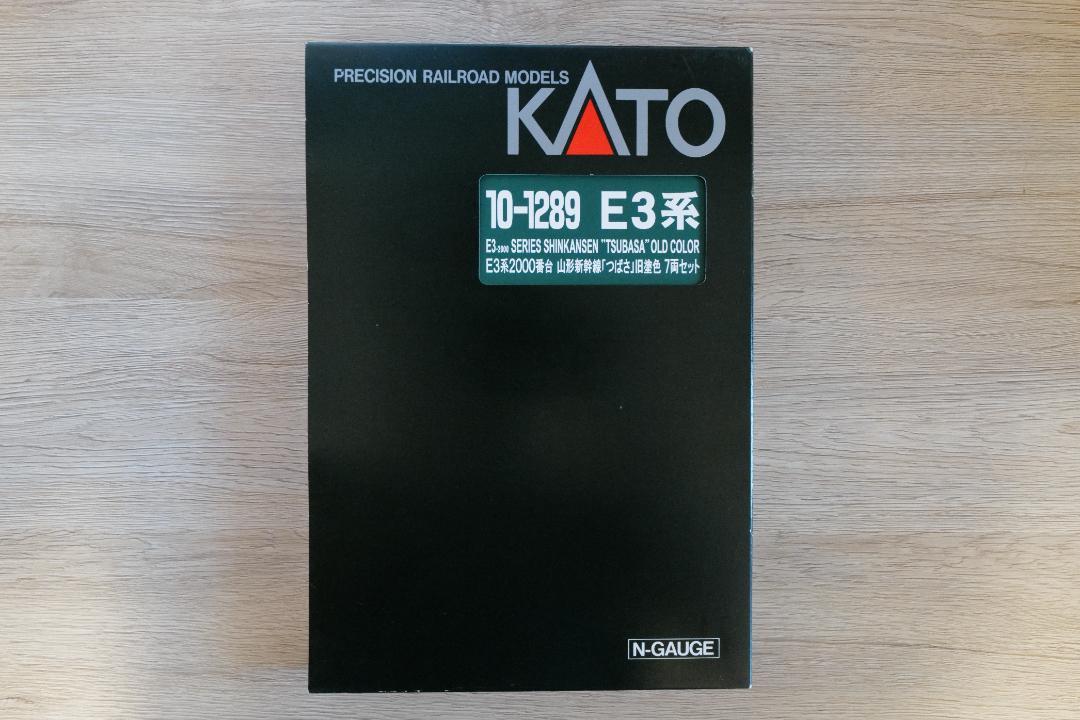 PRECISION RAILROAD MODELS
KATO
10-1289 E3系
E3-2000 SERIES SHINKANSEN "TSUBASA" OLD COLOR
E3系2000番台 山形新幹線「つばさ」旧塗色 7両セット
N-GAUGE